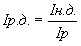 Iр.д. = Iн.д. / Iр